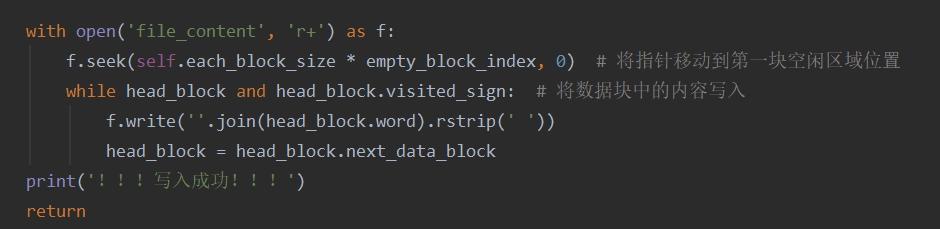 with open('file_content', 'r+') as f:
    f.seek(self.each_block_size * empty_block_index, 0)  # 将指针移动到第一块空闲区域位置
    while head_block and head_block.visited_sign:  # 将数据块中的内容写入
        f.write(''.join(head_block.word).rstrip(' '))
        head_block = head_block.next_data_block
print('！！！写入成功！！！')
return